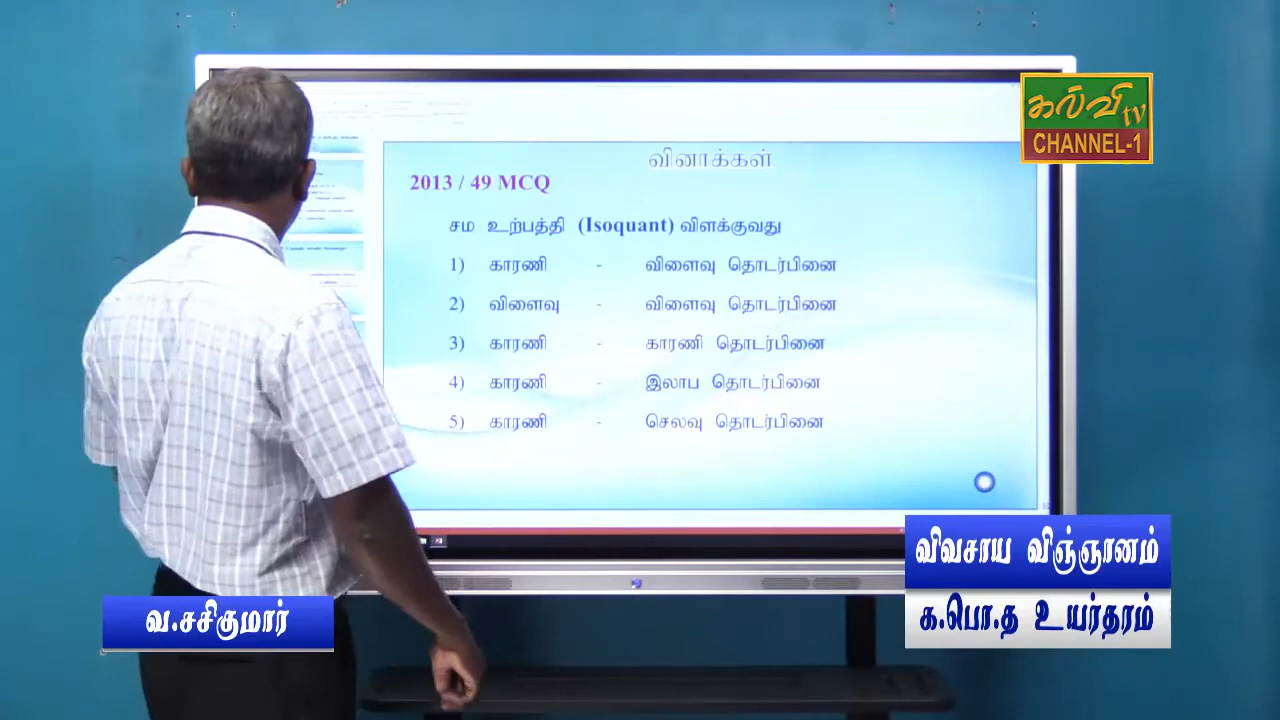 கல்வி tv
CHANNEL-1
வினாக்கள்
2013 / 49 MCQ
சம உற்பத்தி (Isoquant) விளக்குவது
1) காரணி - விளைவு தொடர்பினை
2) விளைவு - விளைவு தொடர்பினை
3) காரணி - காரணி தொடர்பினை
4) காரணி - இலாப தொடர்பினை
5) காரணி - செலவு தொடர்பினை
விவசாய விஞ்ஞானம்
க.பொ.த உயர்தரம்
வ.சசிகுமார்